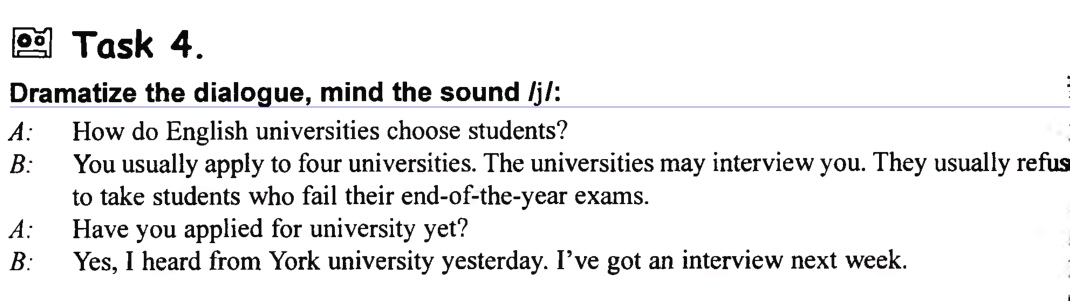 Task 4.
Dramatize the dialogue, mind the sound /j/:
A: How do English universities choose students?
B: You usually apply to four universities. The universities may interview you. They usually refus
to take students who fail their end-of-the-year exams.
A: Have you applied for university yet?
B: Yes, I heard from York university yesterday. I've got an interview next week.